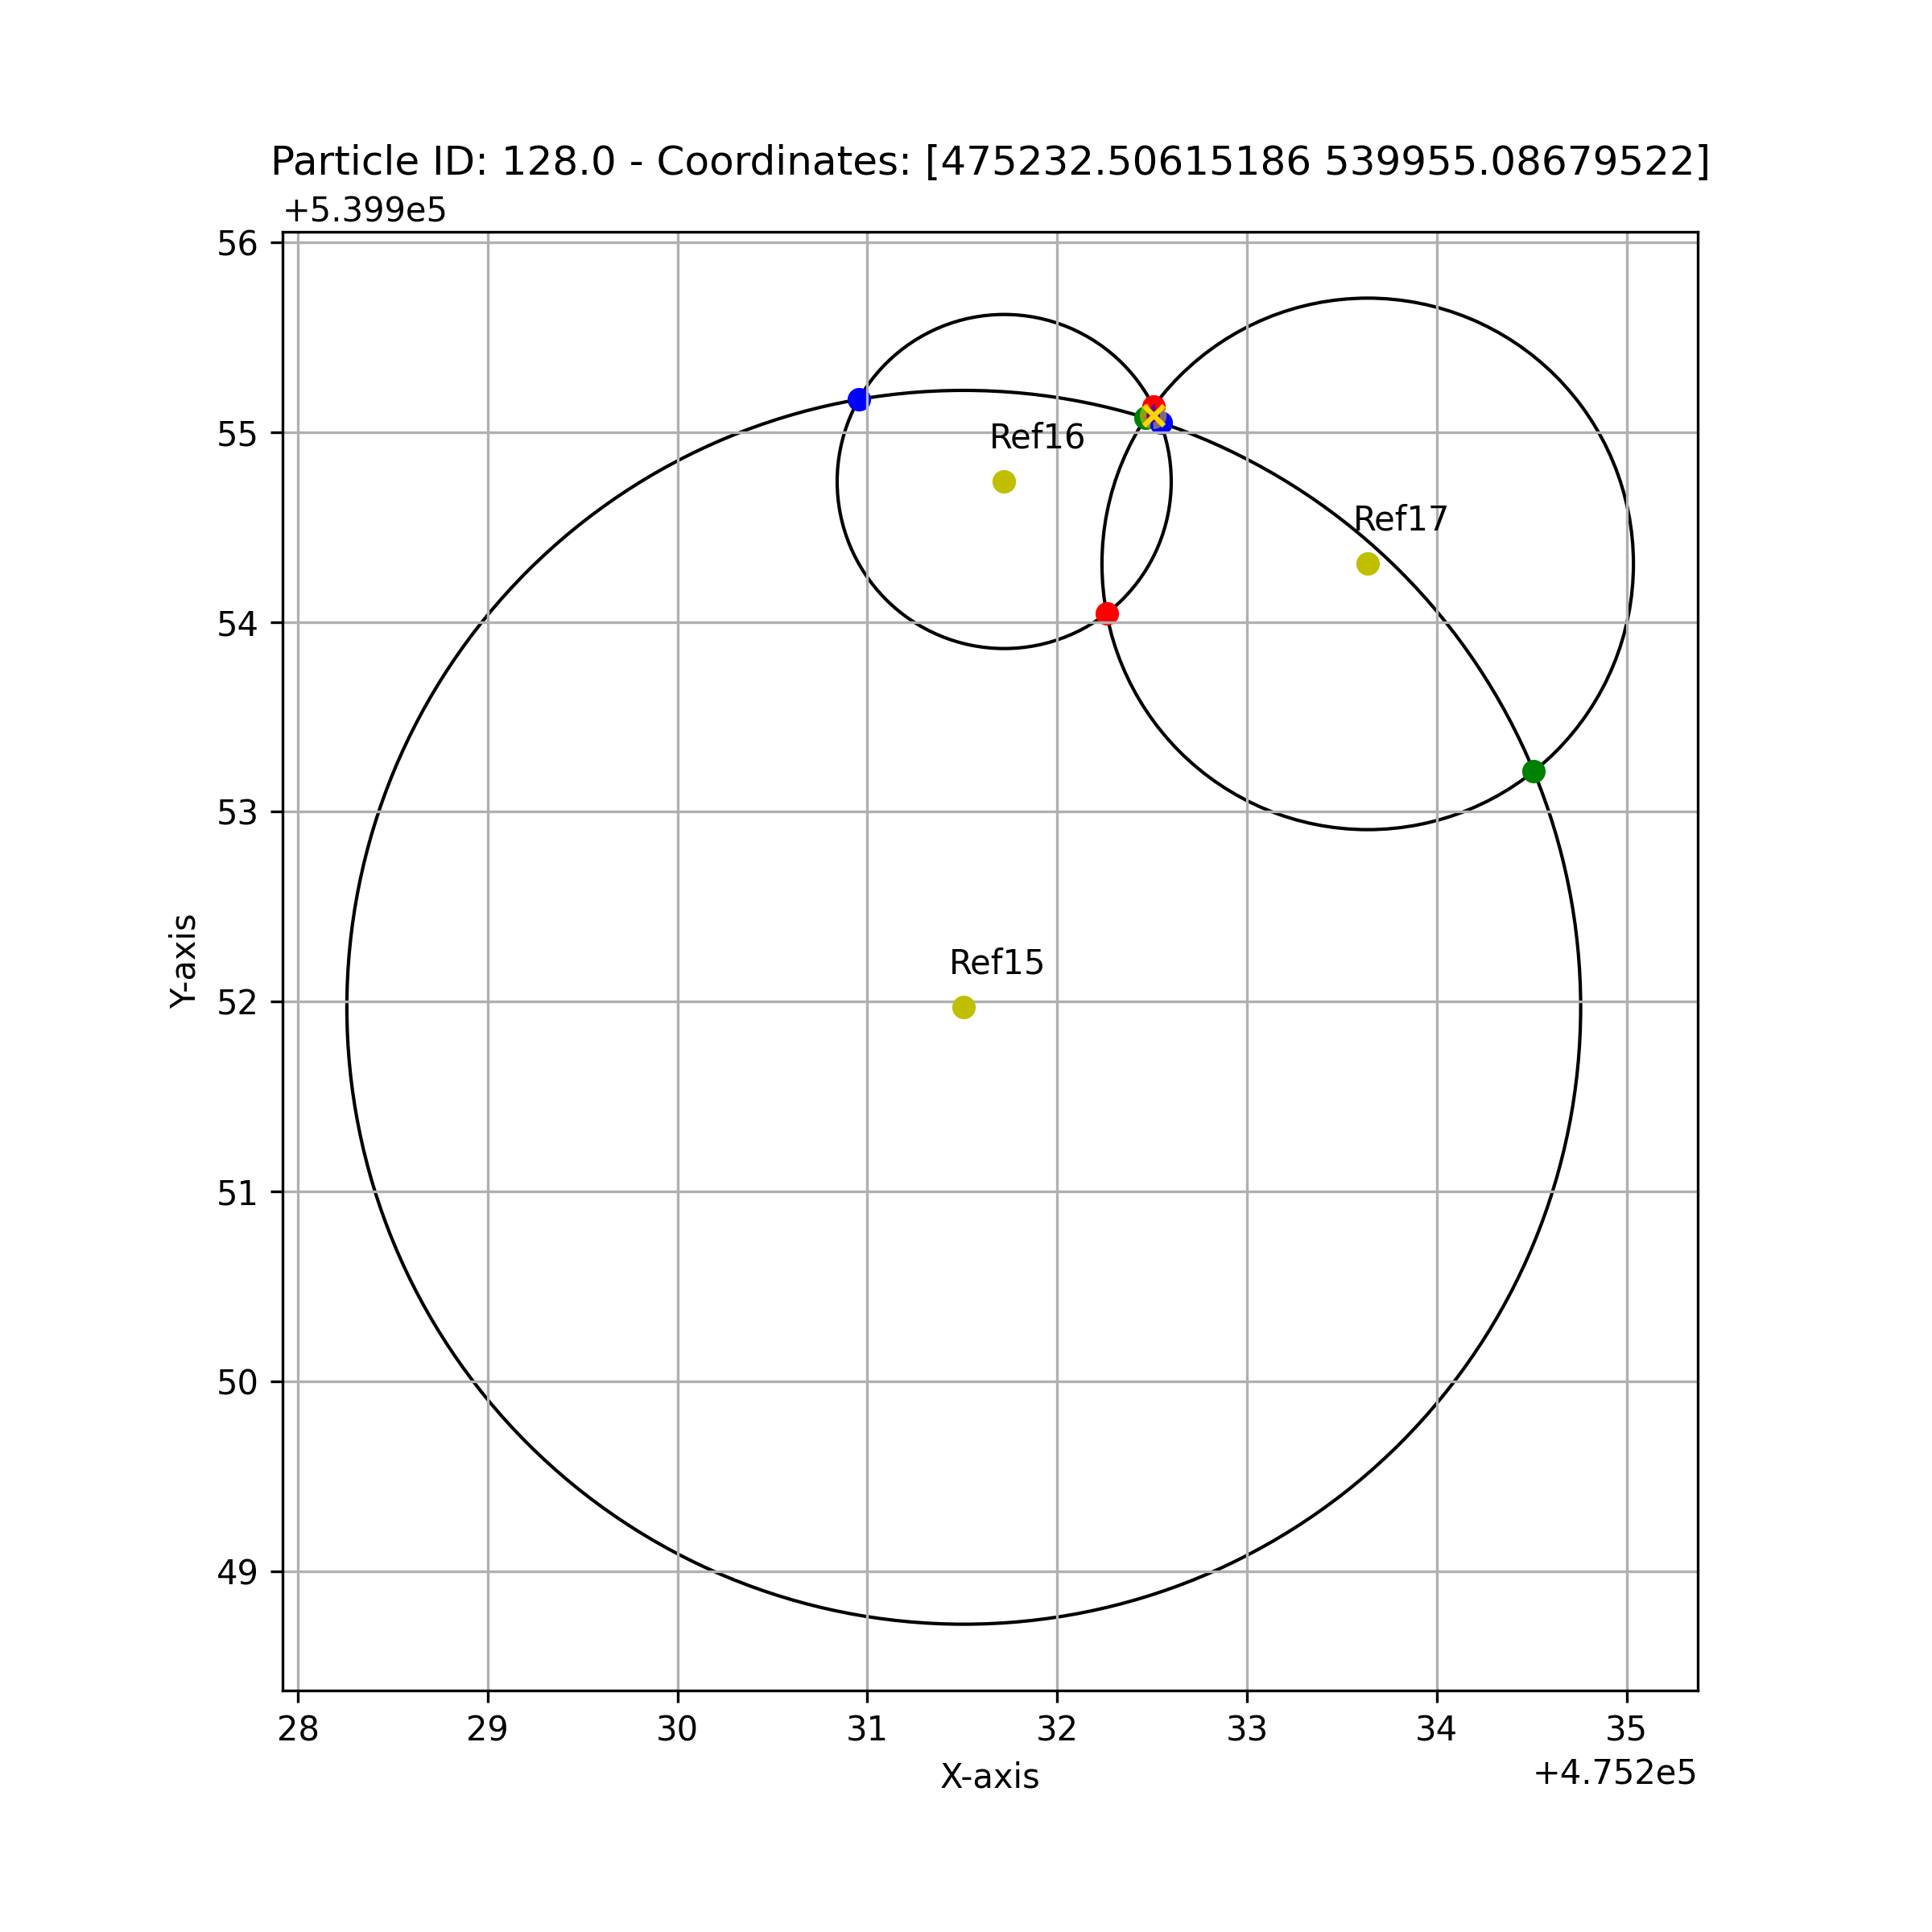 Particle ID: 128.0 - Coordinates: [475232.50615186 539955.08679522]
+5.399e5
56
55
54
53
52
51
50
49
Y-axis
Ref16
Ref17
Ref15
28 29 30 31 32 33 34 35
X-axis
+4.752e5